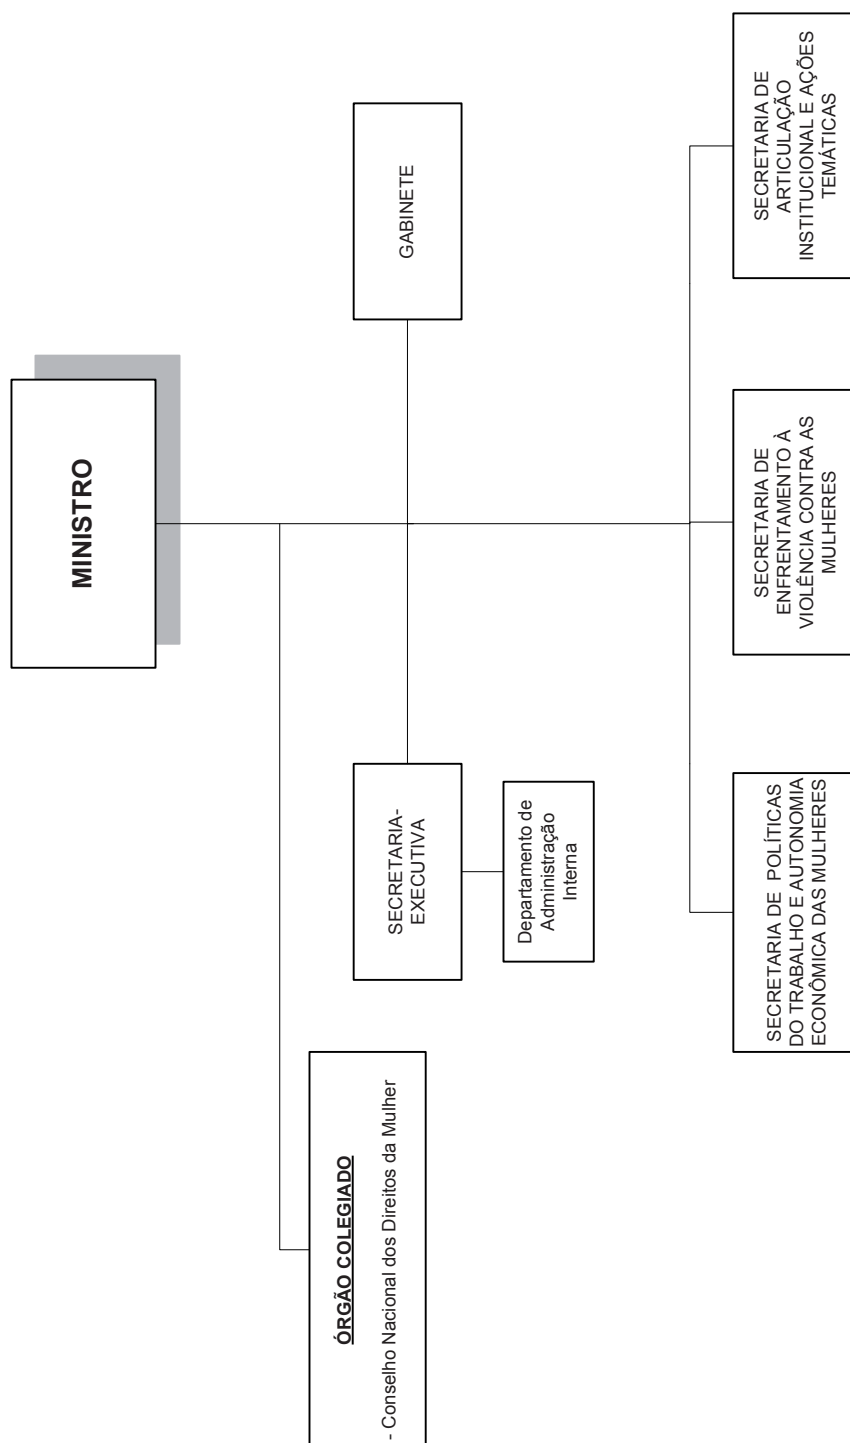 MINISTRO
ÓRGÃO COLEGIADO
- Conselho Nacional dos Direitos da Mulher
SECRETARIA-
EXECUTIVA
GABINETE
Departamento de
Administração
Interna
SECRETARIA DE POLÍTICAS
DO TRABALHO E AUTONOMIA
ECONÔMICA DAS MULHERES
SECRETARIA DE
ENFRENTAMENTO À
VIOLÊNCIA CONTRA AS
MULHERES
SECRETARIA DE
ARTICULAÇÃO
INSTITUCIONAL E AÇÕES
TEMÁTICAS